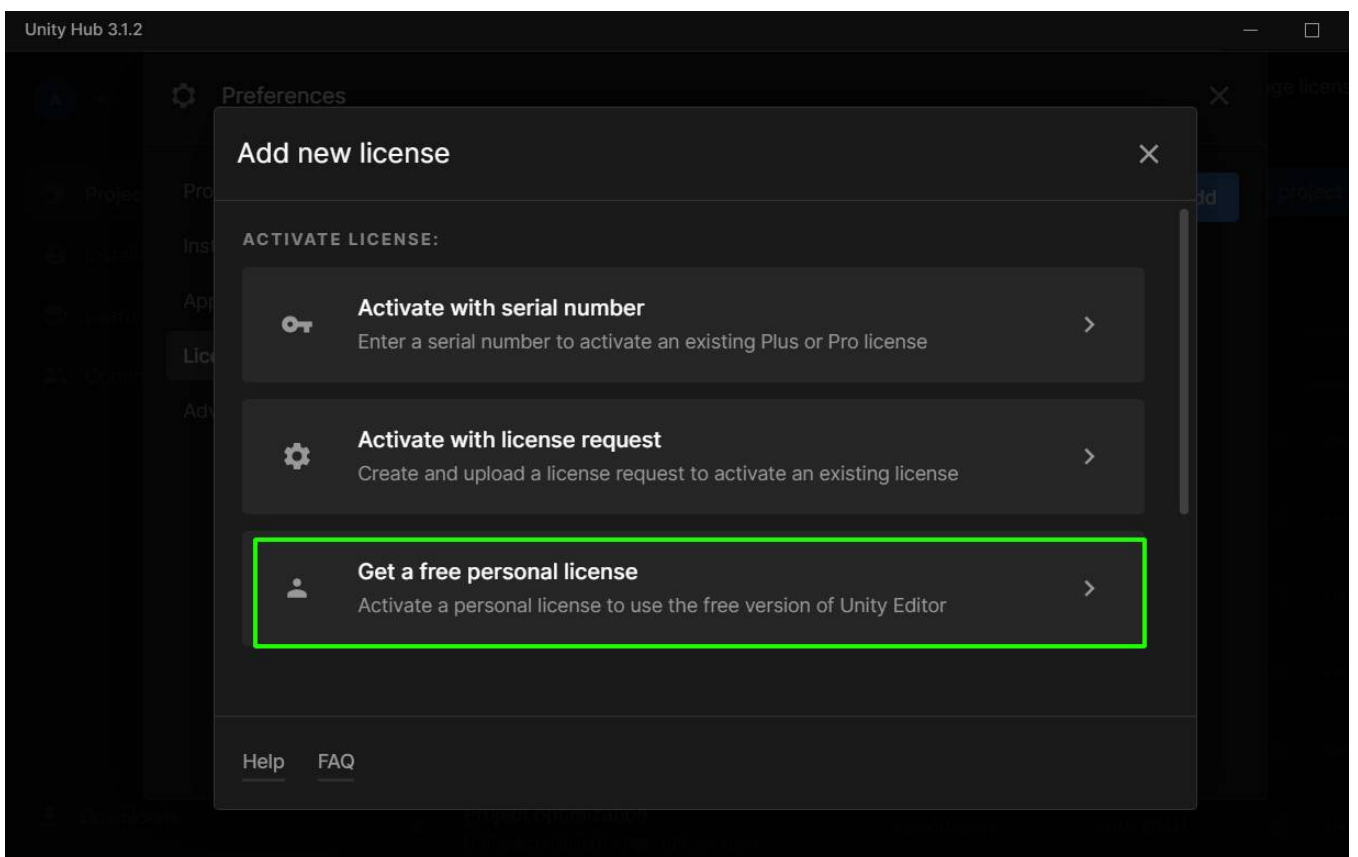 Unity Hub 3.1.2
Preferences
Add new license
ACTIVATE LICENSE:
Activate with serial number
Enter a serial number to activate an existing Plus or Pro license
Activate with license request
Create and upload a license request to activate an existing license
Get a free personal license
Activate a personal license to use the free version of Unity Editor
Help FAQ